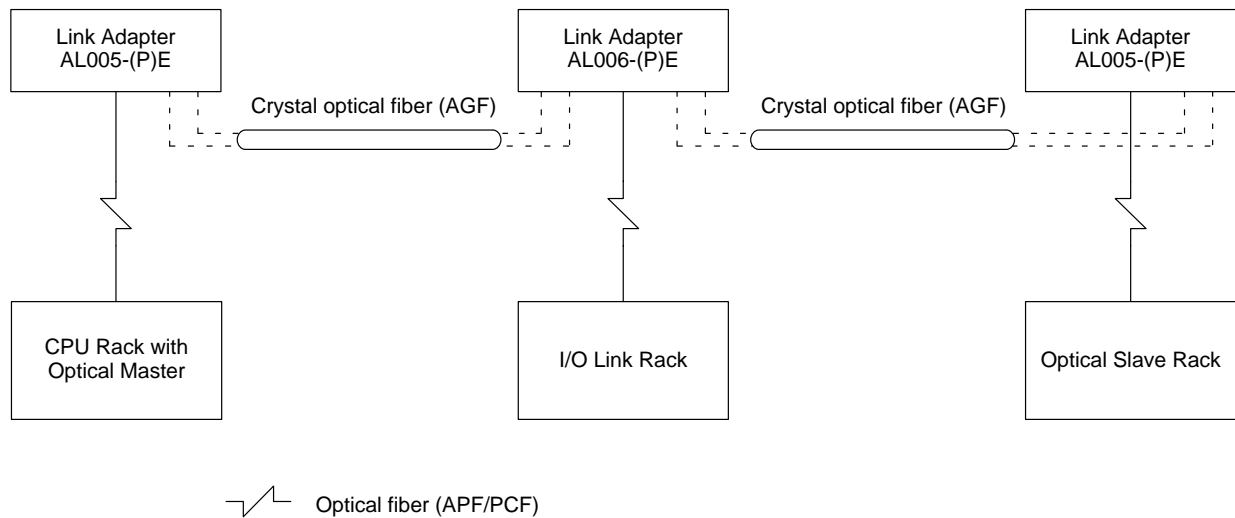 Link Adapter
AL005-(P)E
Link Adapter
AL006-(P)E
Link Adapter
AL005-(P)E
Crystal optical fiber (AGF)
Crystal optical fiber (AGF)
CPU Rack with
Optical Master
I/O Link Rack
Optical Slave Rack
Optical fiber (APF/PCF)